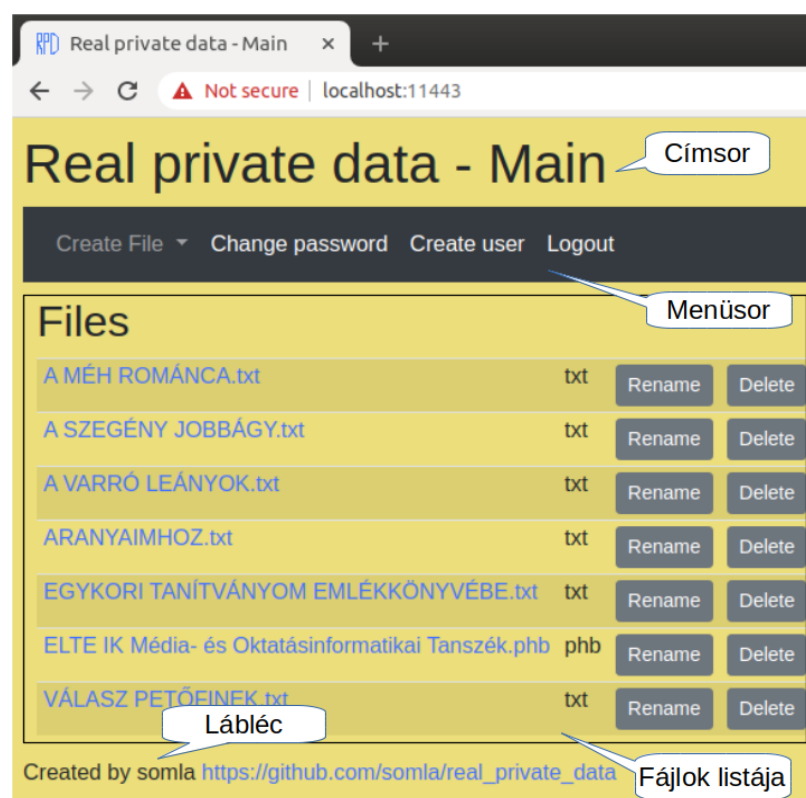 RPD Real private data - Main × +
Not secure | localhost:11443
Real private data - Main
Címsor
Create File Change password Create user Logout
Menüsor
Files
A MÉH ROMÁNCA.txt txt Rename Delete
A SZEGÉNY JOBBÁGY.txt txt Rename Delete
A VARRÓ LEÁNYOK.txt txt Rename Delete
ARANYAIMHOZ.txt txt Rename Delete
EGYKORI TANÍTVÁNYOM EMLÉKKÖNYVÉBE.txt txt Rename Delete
ELTE IK Média- és Oktatásinformatikai Tanszék.phb phb Rename Delete
VÁLASZ PETŐFINEK.txt txt Rename Delete
Lábléc
Created by somla https://github.com/somla/real_private_data
Fájlok listája